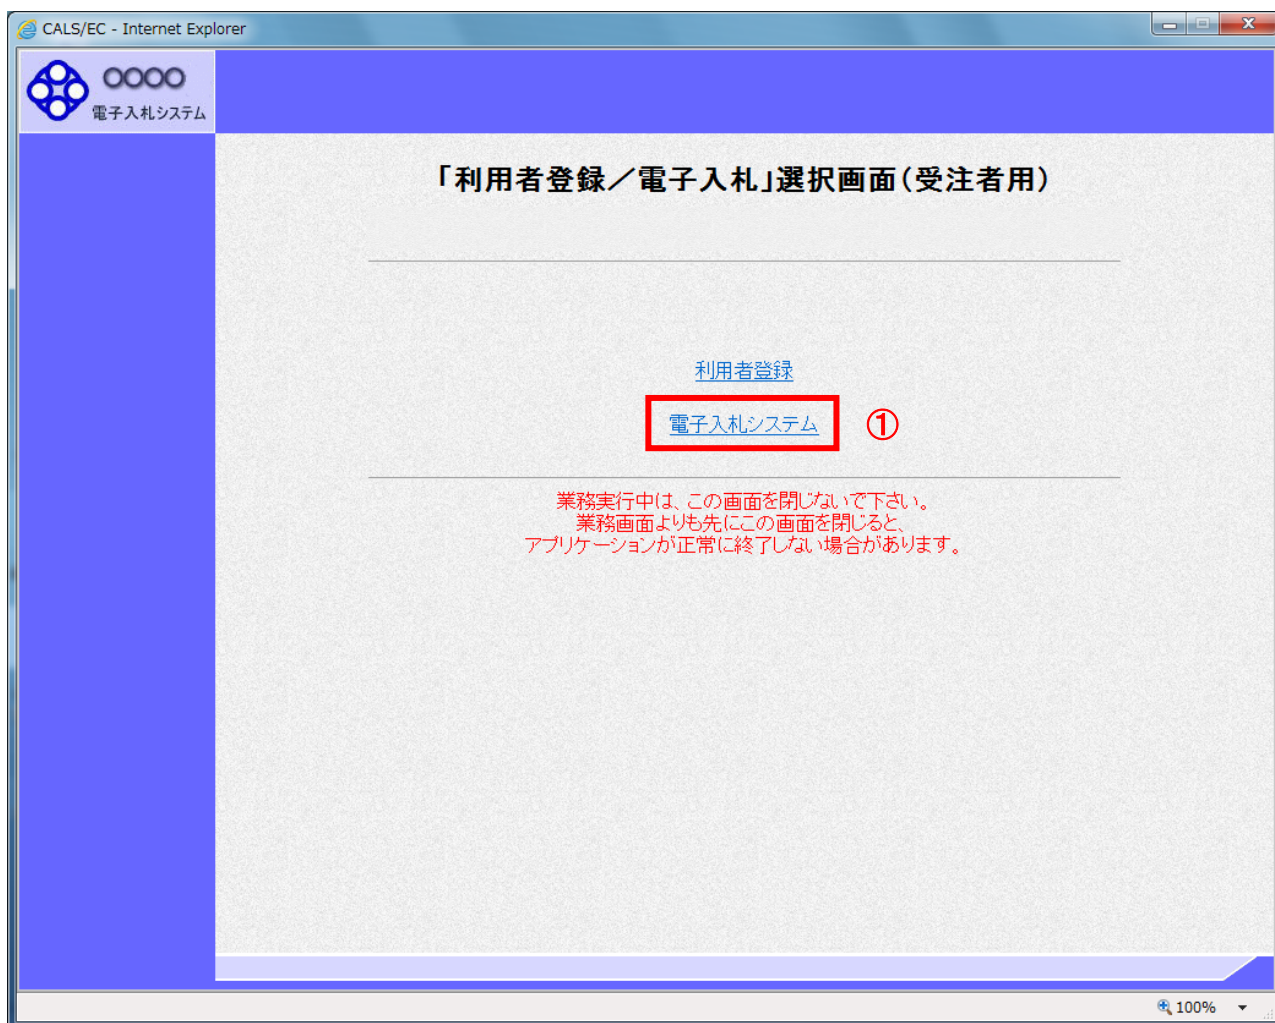 CALS/EC - Internet Explorer
〇〇〇〇
電子入札システム
「利用者登録／電子入札」選択画面（受注者用）
利用者登録
電子入札システム ①
業務実行中は、この画面を閉じないで下さい。
業務画面よりも先にこの画面を閉じると、
アプリケーションが正常に終了しない場合があります。
100%